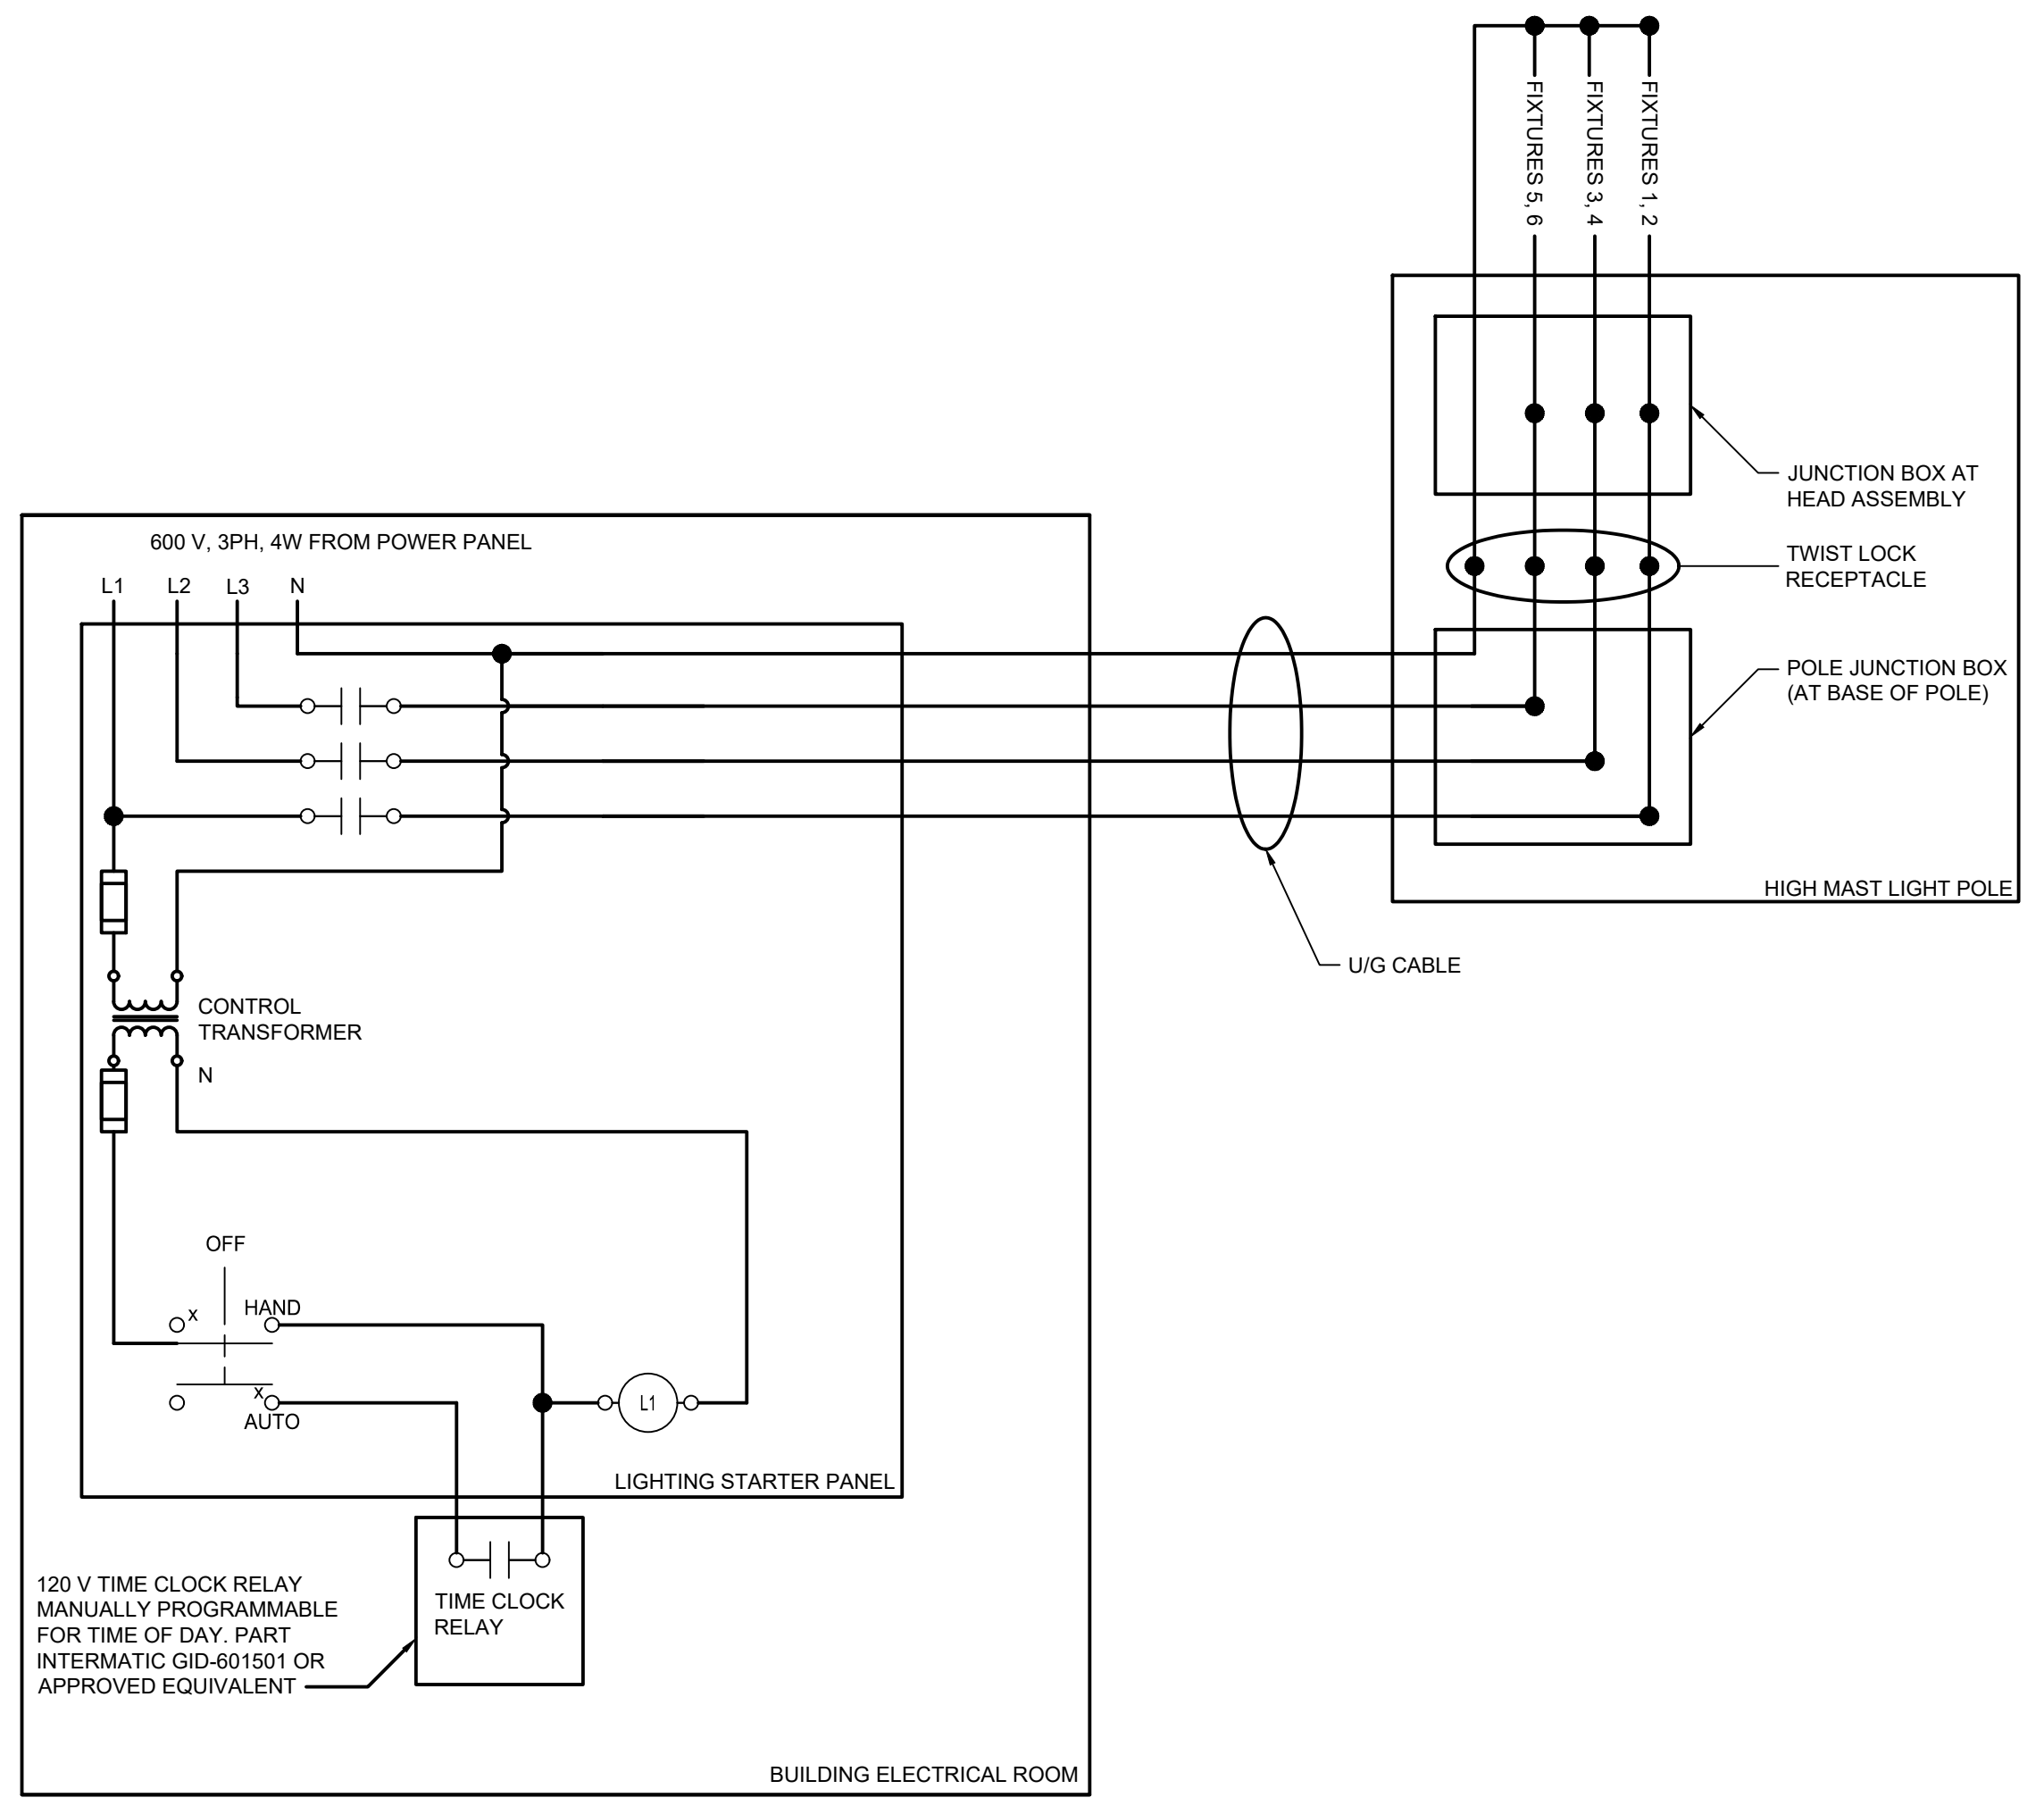 FIXTURES 5, 6
FIXTURES 3, 4
FIXTURES 1, 2
JUNCTION BOX AT
HEAD ASSEMBLY
TWIST LOCK
RECEPTACLE
POLE JUNCTION BOX
(AT BASE OF POLE)
HIGH MAST LIGHT POLE
U/G CABLE
600 V, 3PH, 4W FROM POWER PANEL
L1 L2 L3 N
CONTROL
TRANSFORMER
N
OFF
x HAND
x
AUTO
L1
LIGHTING STARTER PANEL
TIME CLOCK
RELAY
120 V TIME CLOCK RELAY
MANUALLY PROGRAMMABLE
FOR TIME OF DAY. PART
INTERMATIC GID-601501 OR
APPROVED EQUIVALENT
BUILDING ELECTRICAL ROOM